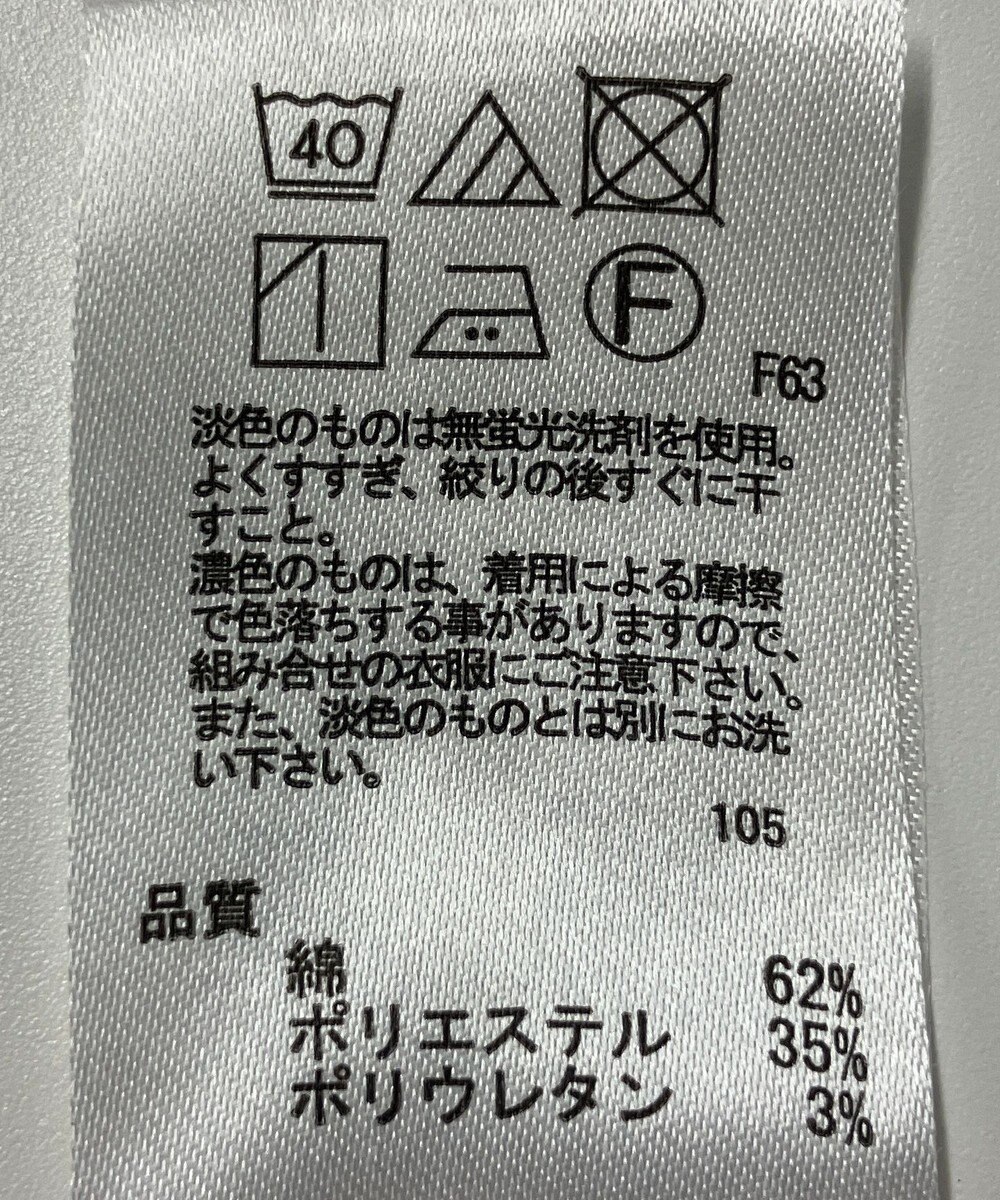 40
F
F63
淡色のものは無蛍光洗剤を使用。
よくすすぎ、絞りの後すぐに干
すこと。
濃色のものは、着用による摩擦
で色落ちする事がありますので、
組み合せの衣服にご注意下さい。
また、淡色のものとは別にお洗
い下さい。
105
品質
綿 62%
ポリエステル 35%
ポリウレタン 3%